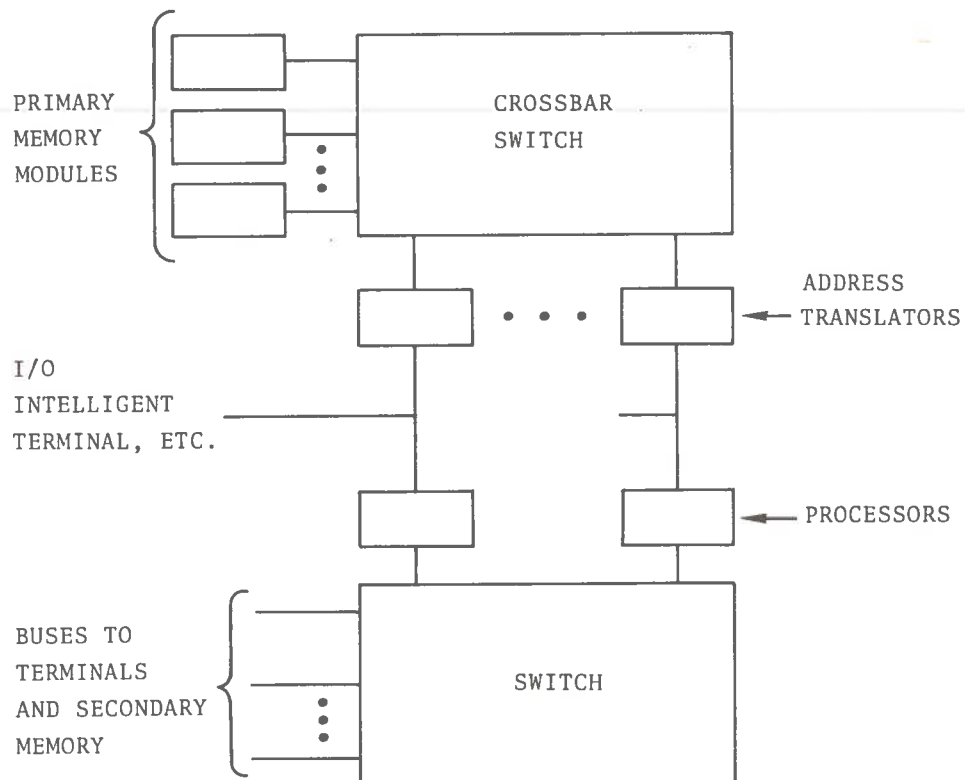 PRIMARY
MEMORY
MODULES
CROSSBAR
SWITCH
ADDRESS
TRANSLATORS
I/O
INTELLIGENT
TERMINAL, ETC.
PROCESSORS
BUSES TO
TERMINALS
AND SECONDARY
MEMORY
SWITCH